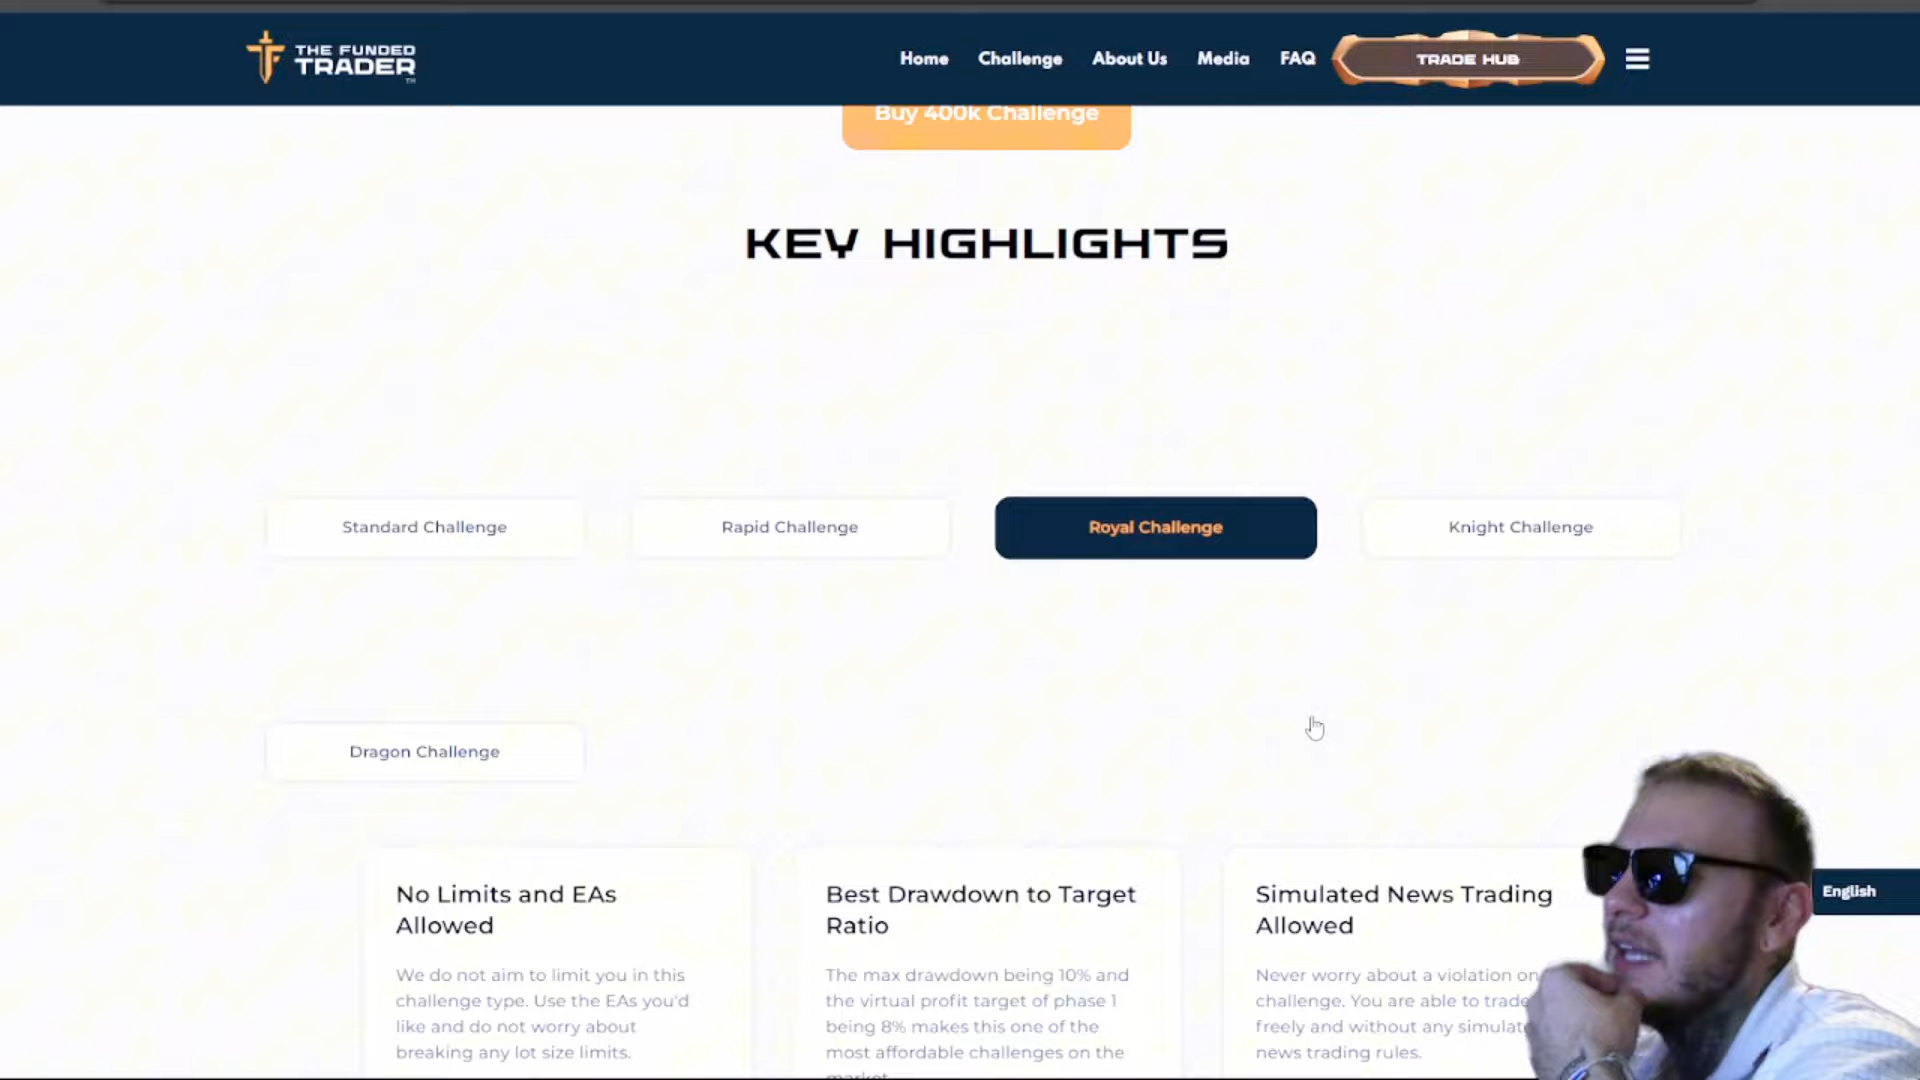 THE FUNDED
TRADER
TM
Home
Challenge
About Us
Media
FAQ
TRADE HUB
Buy 400k Challenge
KEY HIGHLIGHTS
Standard Challenge
Rapid Challenge
Royal Challenge
Knight Challenge
Dragon Challenge
No Limits and EAs
Allowed
We do not aim to limit you in this
challenge type. Use the EAs you'd
like and do not worry about
breaking any lot size limits.
Best Drawdown to Target
Ratio
The max drawdown being 10% and
the virtual profit target of phase 1
being 8% makes this one of the
most affordable challenges on the
market.
Simulated News Trading
Allowed
Never worry about a violation on
challenge. You are able to trade
freely and without any simulat
news trading rules.
English